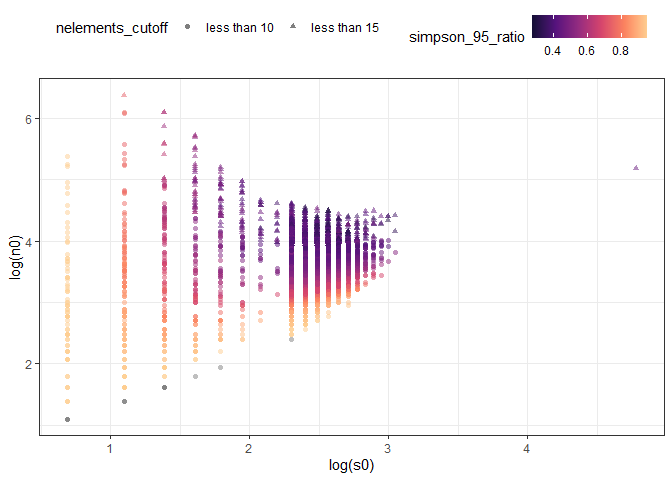 nelements_cutoff
less than 10
less than 15
simpson_95_ratio
0.4 0.6 0.8
log(n0)
6
4
2
1 2 3 4
log(s0)